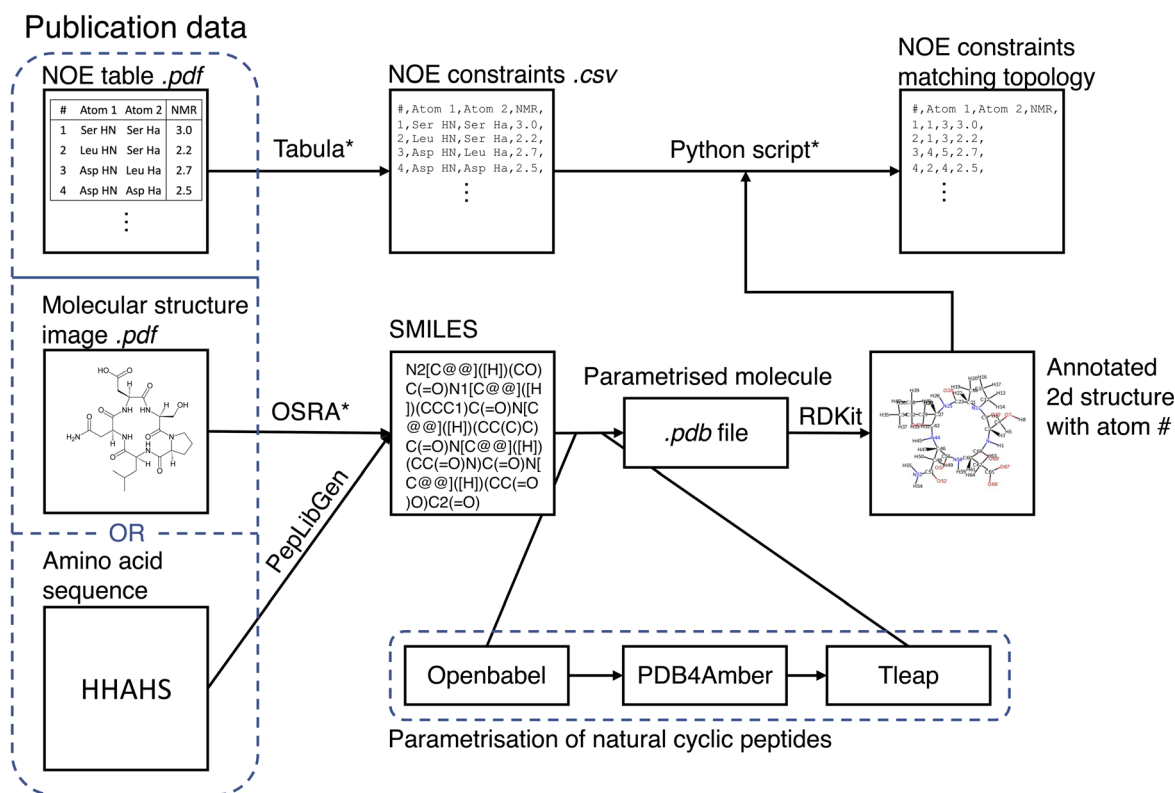 Publication data
NOE table .pdf
# Atom 1 Atom 2 NMR
1 Ser HN Ser Ha 3.0
2 Leu HN Ser Ha 2.2
3 Asp HN Leu Ha 2.7
4 Asp HN Asp Ha 2.5
Tabula*
NOE constraints .csv
#,Atom 1,Atom 2,NMR,
1,Ser HN,Ser Ha,3.0,
2,Leu HN,Ser Ha,2.2,
3,Asp HN,Leu Ha,2.7,
4,Asp HN,Asp Ha,2.5,
Python script*
NOE constraints
matching topology
#,Atom 1,Atom 2,NMR,
1,1,3,3.0,
2,1,3,2.2,
3,4,5,2.7,
4,2,4,2.5,
Molecular structure
image .pdf
OSRA*
SMILES
N2[C@@]([H])(CO)
C(=O)N1[C@@]([H
])(CCC1)C(=O)N[C
@@]([H])(CC(C)C)
C(=O)N[C@@]([H])
(CC(=O)N)C(=O)N[
C@@]([H])(CC(=O
)O)C2(=O)
Parametrised molecule
.pdb file
RDKit
Annotated
2d structure
with atom #
OR
Amino acid
sequence
HHAHS
PepLibGen
Openbabel
PDB4Amber
Tleap
Parametrisation of natural cyclic peptides